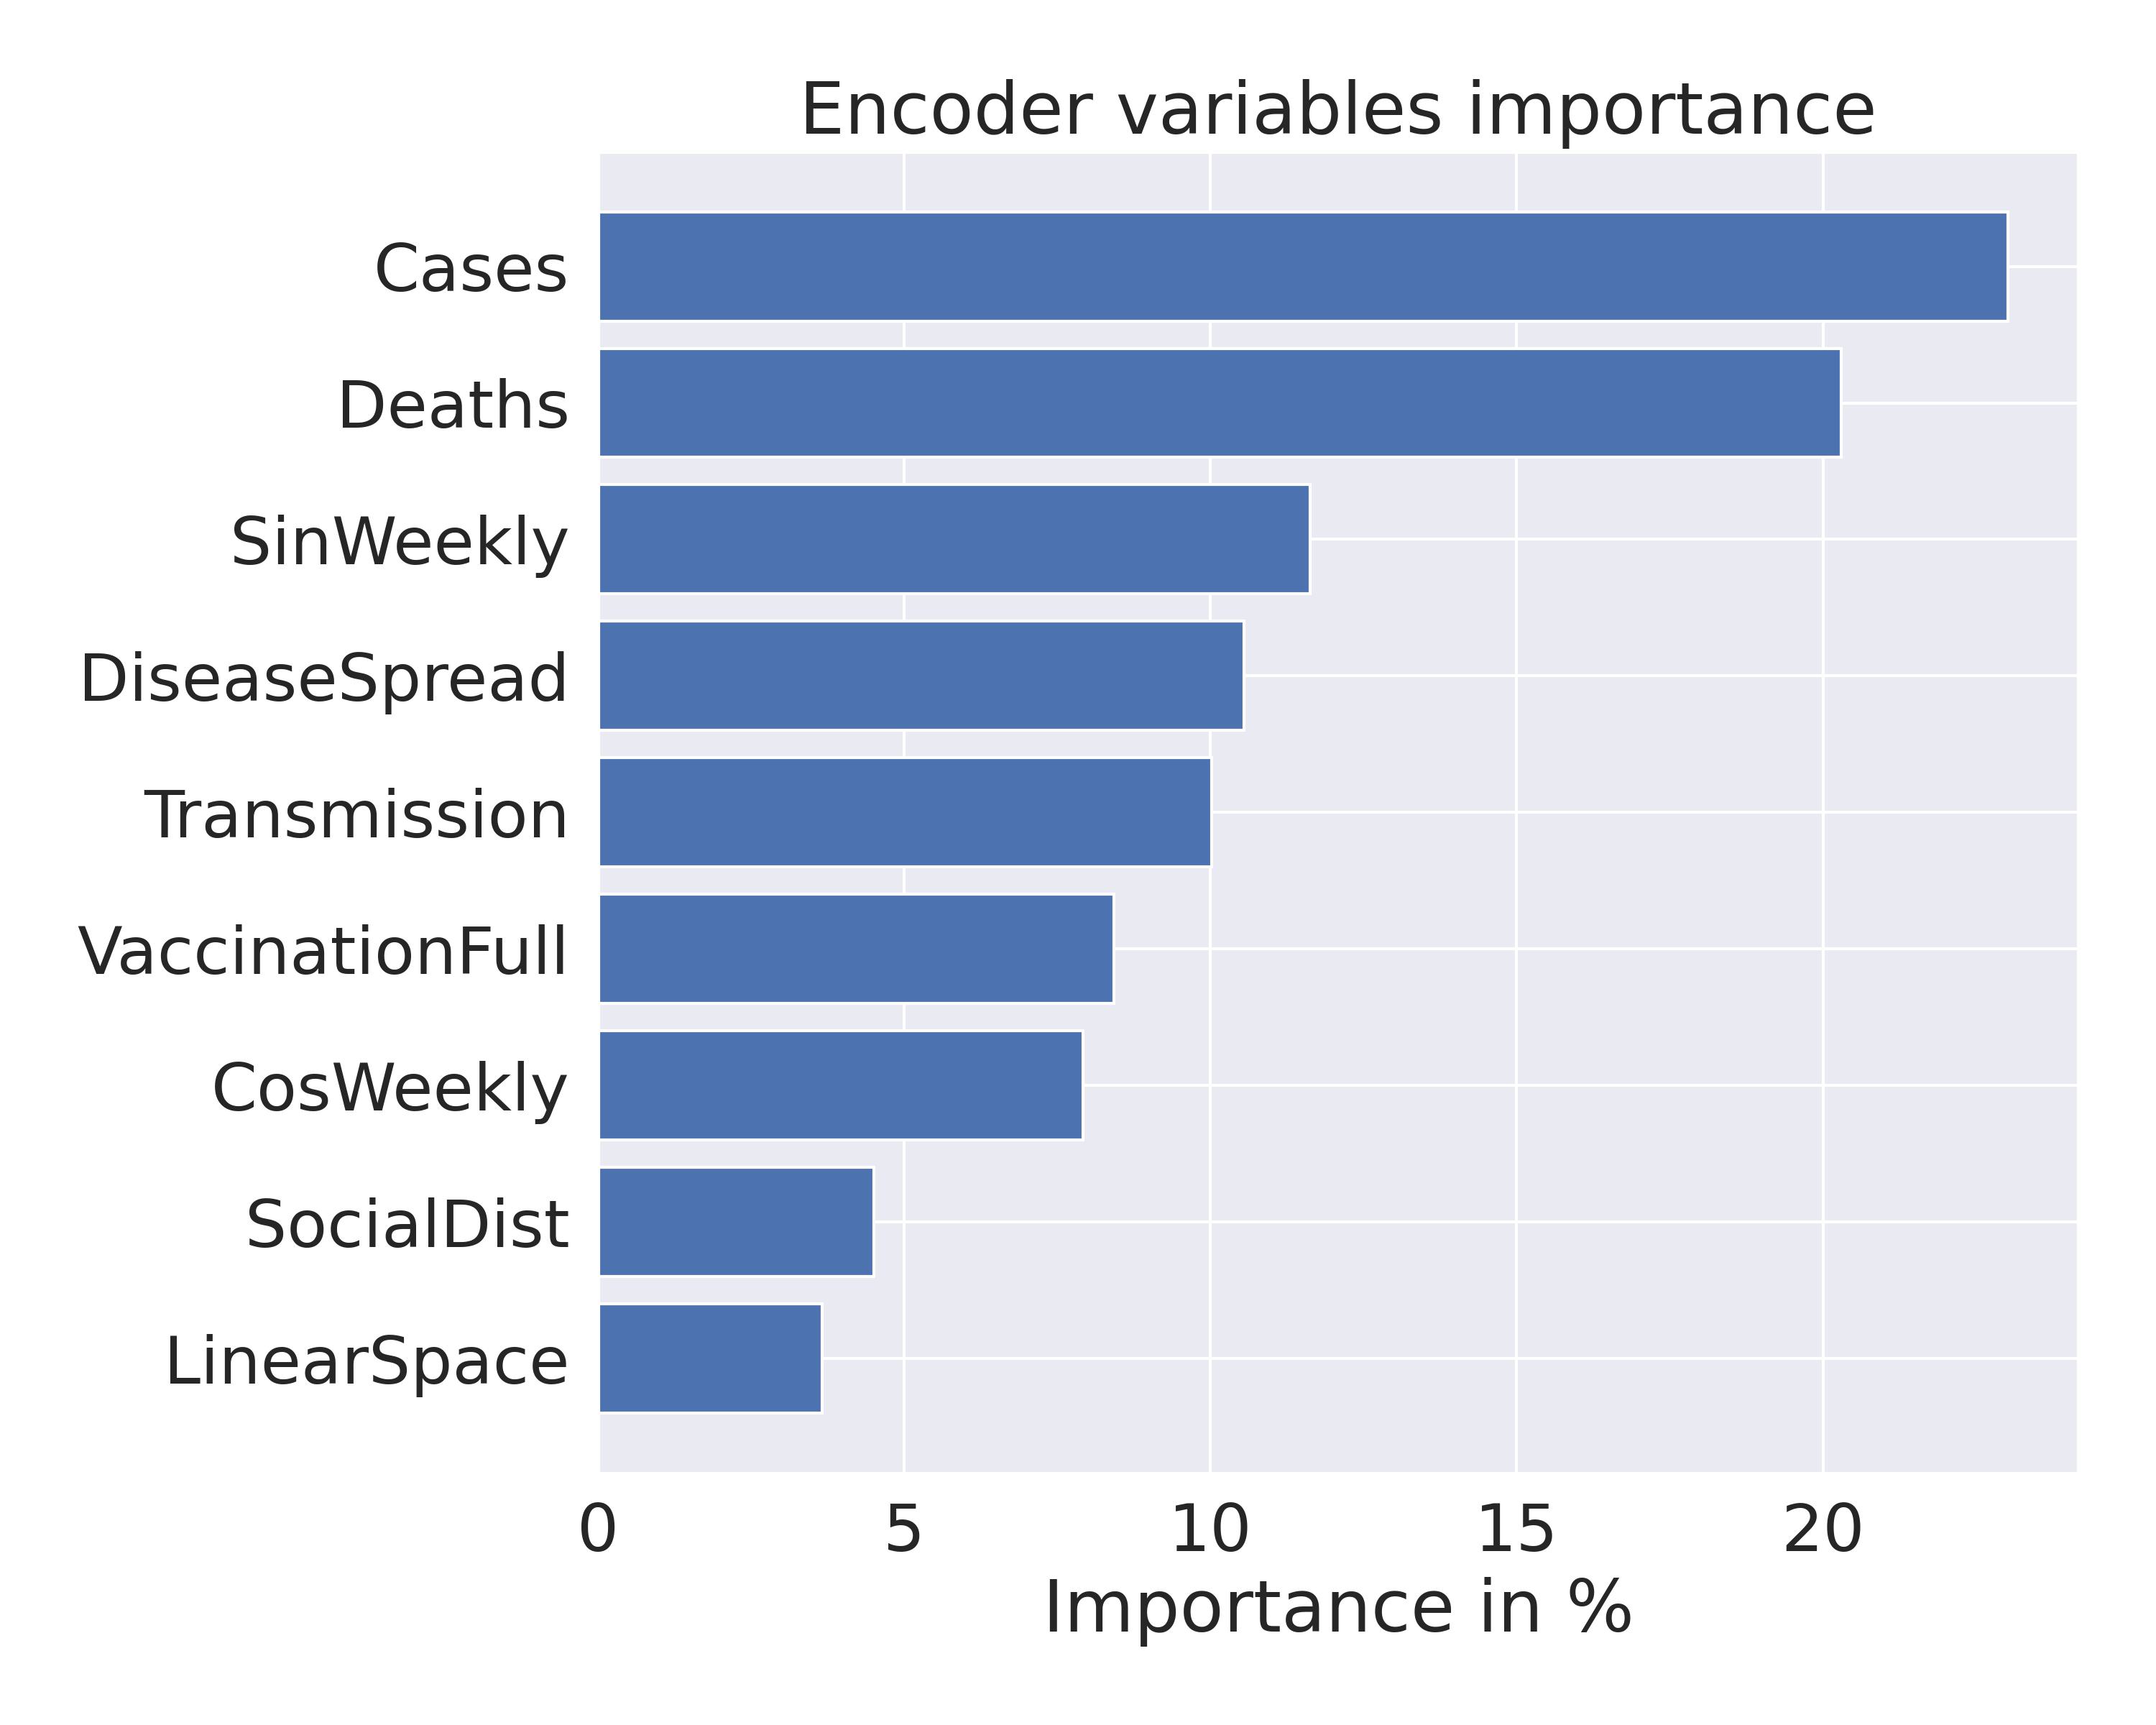 Encoder variables importance
Cases
Deaths
SinWeekly
DiseaseSpread
Transmission
VaccinationFull
CosWeekly
SocialDist
LinearSpace
0 5 10 15 20
Importance in %